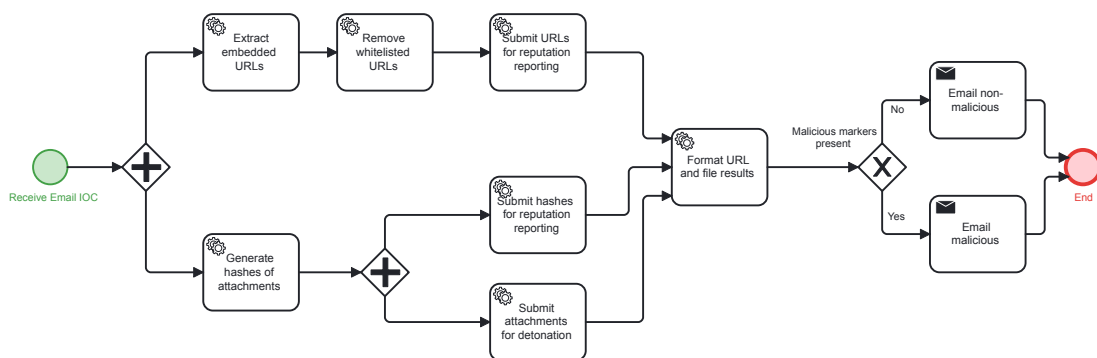 Extract
embedded
URLs
Remove
whitelisted
URLs
Submit URLs
for reputation
reporting
Receive Email IOC
Generate
hashes of
attachments
Submit hashes
for reputation
reporting
Submit
attachments
for detonation
Format URL
and file results
Malicious markers
present
No
Yes
Email non-
malicious
Email
malicious
End